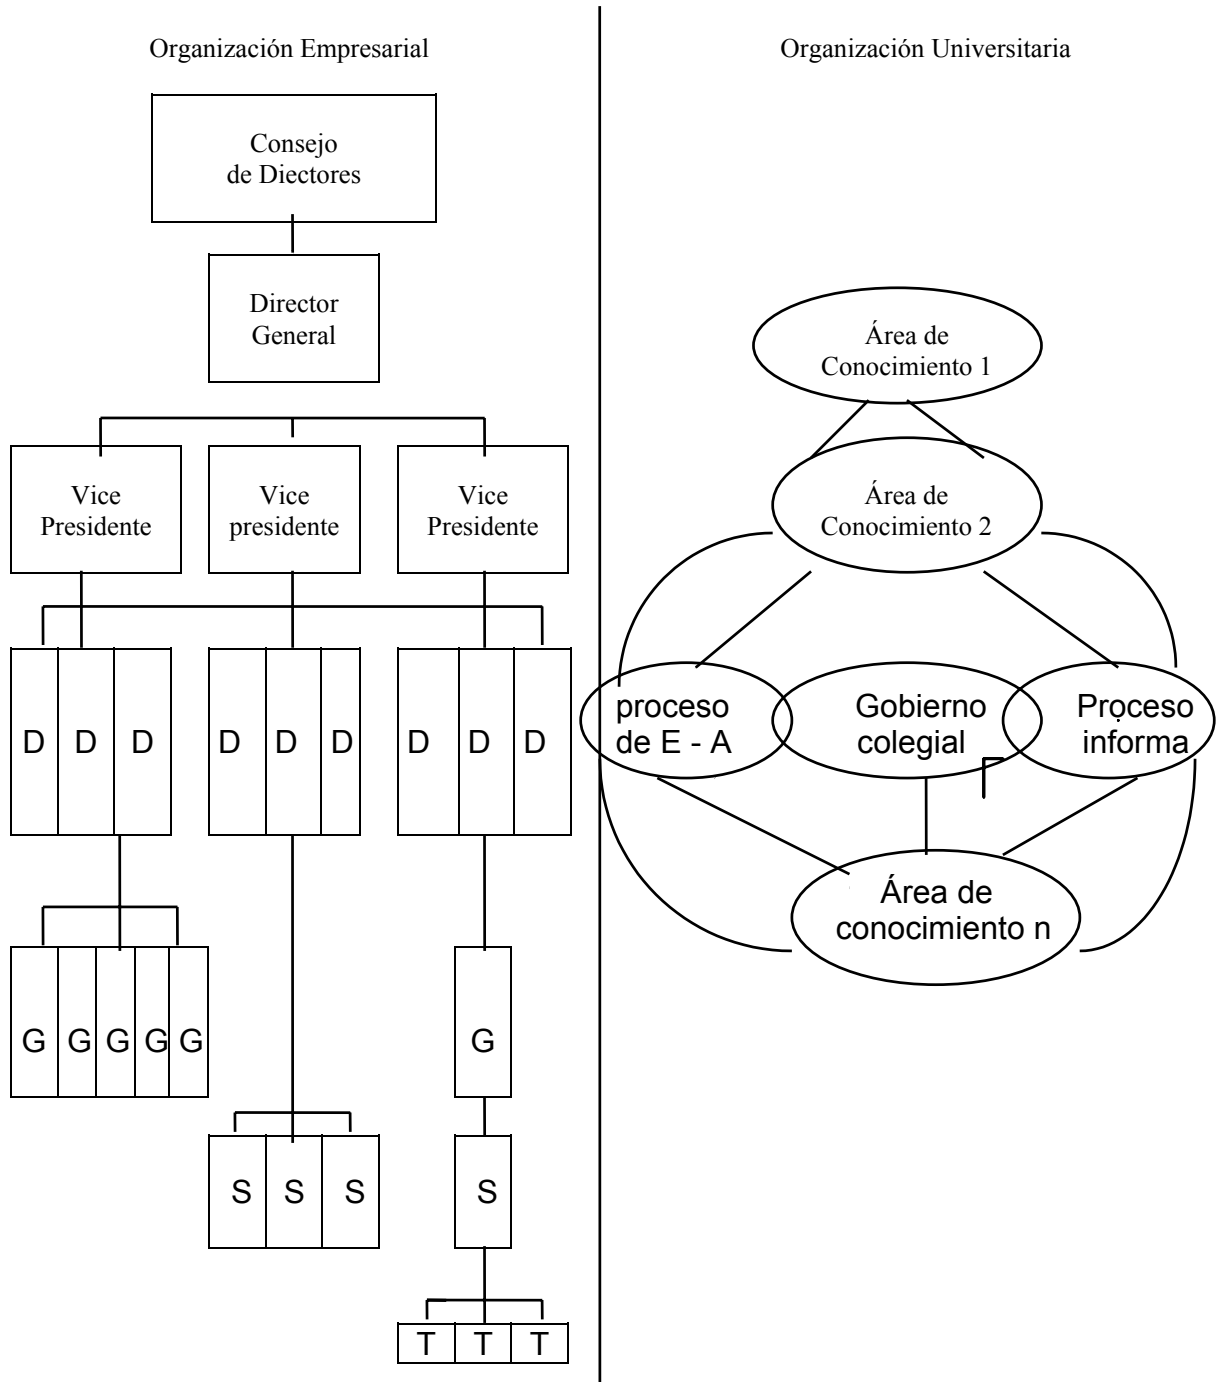 Organización Empresarial
Consejo
de Diectores
Director
General
Vice
Presidente
Vice
presidente
Vice
Presidente
D D D D D D D D D
G G G G G
G
S S S
S
T T T
Organización Universitaria
Área de
Conocimiento 1
Área de
Conocimiento 2
proceso
de E - A
Gobierno
colegial
Proceso
informa
Área de
conocimiento n